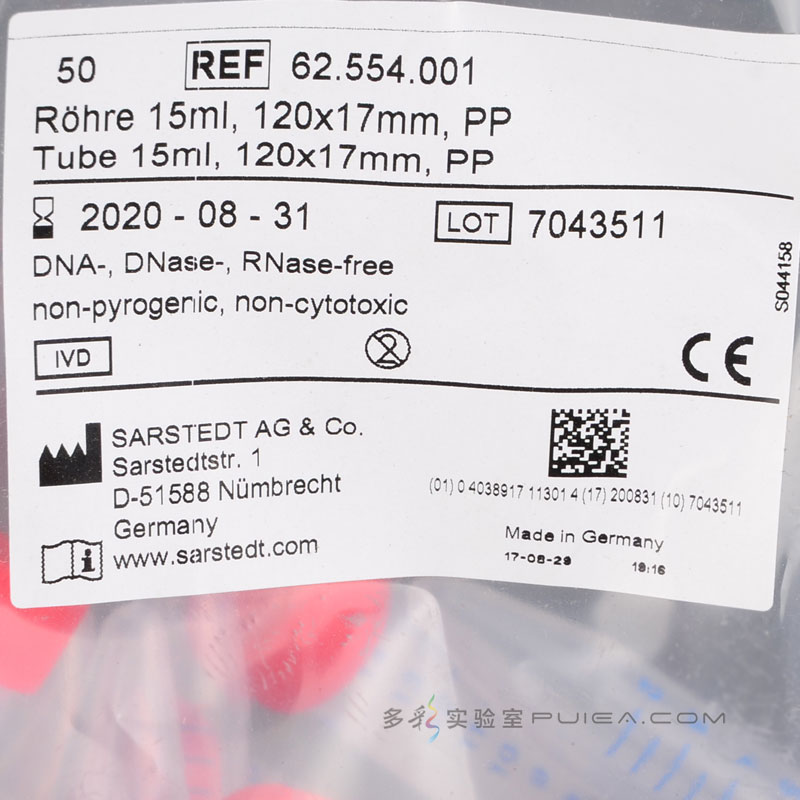 50 REF 62.554.001
Röhre 15ml, 120x17mm, PP
Tube 15ml, 120x17mm, PP
2020 - 08 - 31 LOT 7043511
DNA-, DNase-, RNase-free
non-pyrogenic, non-cytotoxic
S044158
IVD 2 CE
SARSTEDT AG & Co.
Sarstedtstr. 1
D-51588 Nümbrecht
Germany
www.sarstedt.com
(01) 0 4038917 11301 4 (17) 200831 (10) 7043511
Made in Germany
17-08-29 19:16
多彩实验室PUIEA.COM